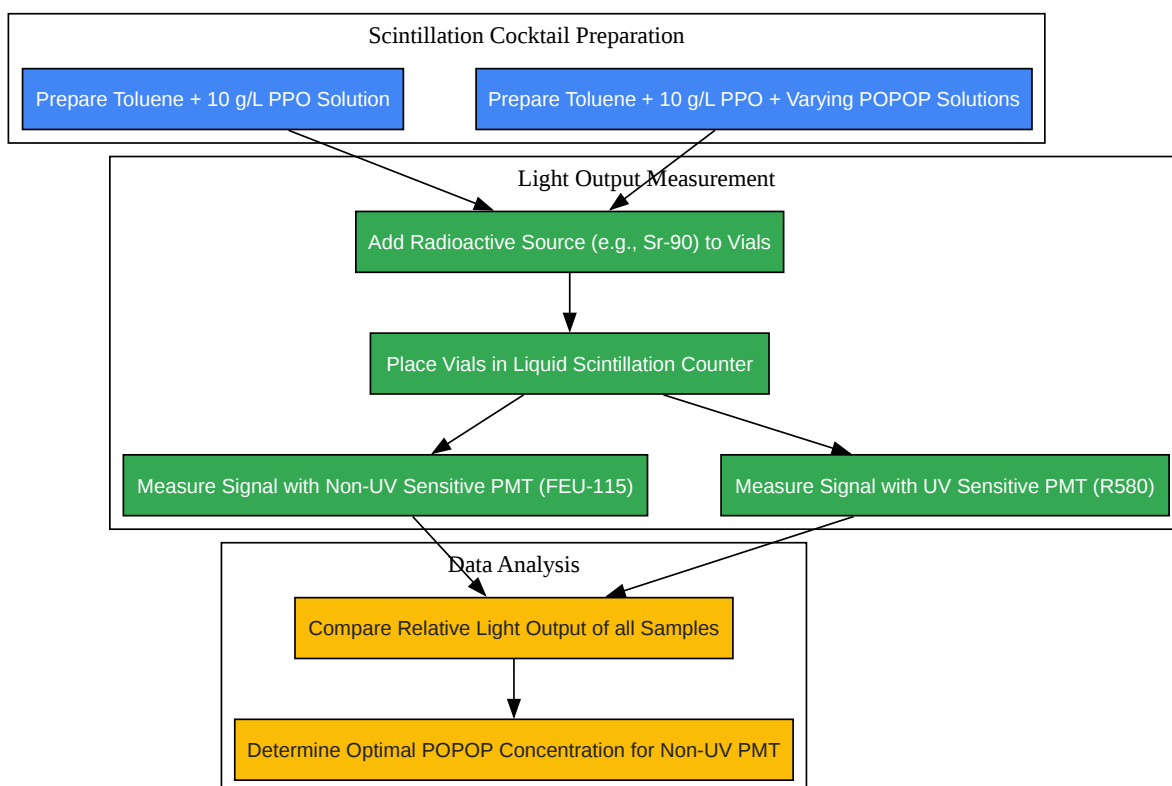 Scintillation Cocktail Preparation
Prepare Toluene + 10 g/L PPO Solution
Prepare Toluene + 10 g/L PPO + Varying POPOP Solutions
Light Output Measurement
Add Radioactive Source (e.g., Sr-90) to Vials
Place Vials in Liquid Scintillation Counter
Measure Signal with Non-UV Sensitive PMT (FEU-115)
Measure Signal with UV Sensitive PMT (R580)
Data Analysis
Compare Relative Light Output of all Samples
Determine Optimal POPOP Concentration for Non-UV PMT